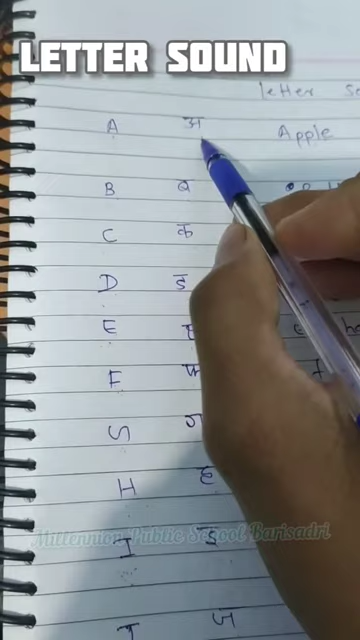 LETTER SOUND
letter
A अ Apple
B ब
C क
D ड
E
F फ
G ग
H ह
I इ
J ज
Millennium Public School Barisadri